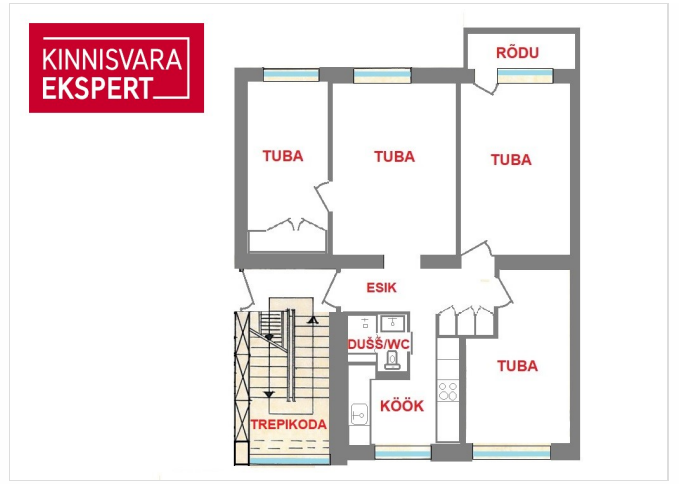 KINNISVARA
EKSPERT
RÕDU
TUBA
TUBA
TUBA
ESIK
DUŠŠ/WC
TUBA
KÖÖK
TREPIKODA